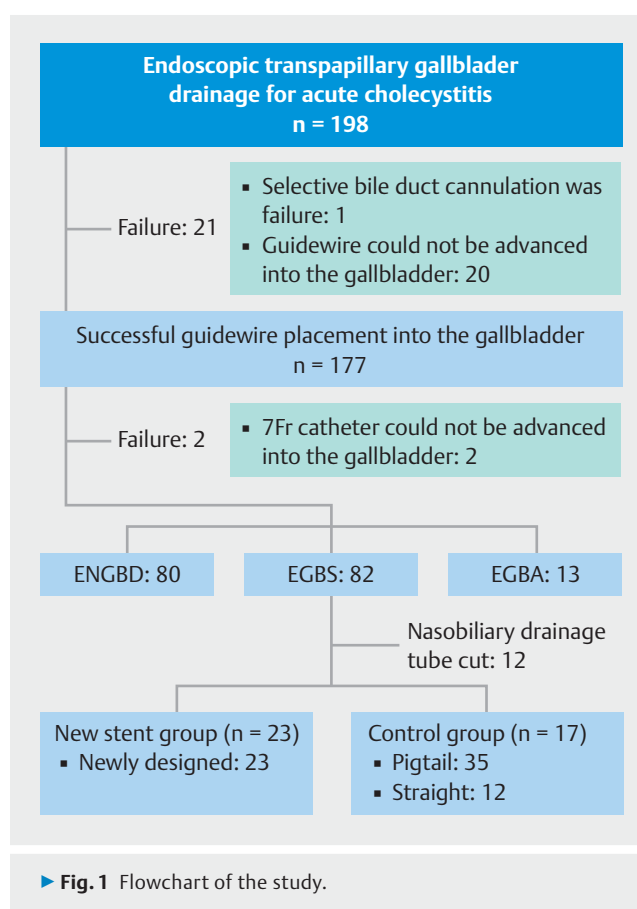 Endoscopic transpapillary gallbladder
drainage for acute cholecystitis
n = 198
Failure: 21
▪ Selective bile duct cannulation was
failure: 1
▪ Guidewire could not be advanced
into the gallbladder: 20
Successful guidewire placement into the gallbladder
n = 177
Failure: 2
▪ 7Fr catheter could not be advanced
into the gallbladder: 2
ENGBD: 80
EGBS: 82
EGBA: 13
Nasobiliary drainage
tube cut: 12
New stent group (n = 23)
▪ Newly designed: 23
Control group (n = 17)
▪ Pigtail: 35
▪ Straight: 12
▶ Fig. 1 Flowchart of the study.